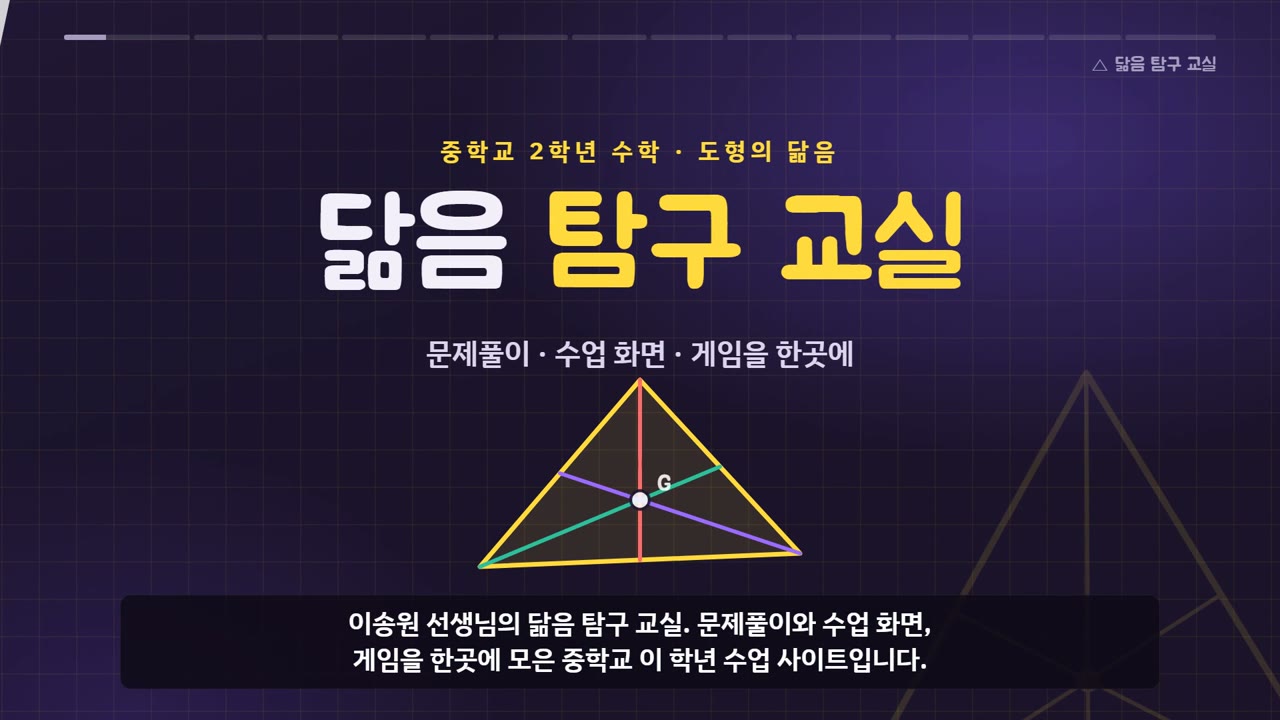 △ 닮음 탐구 교실
중학교 2학년 수학 · 도형의 닮음
닮음 탐구 교실
문제풀이 · 수업 화면 · 게임을 한곳에
G
이송원 선생님의 닮음 탐구 교실. 문제풀이와 수업 화면,
게임을 한곳에 모은 중학교 이 학년 수업 사이트입니다.